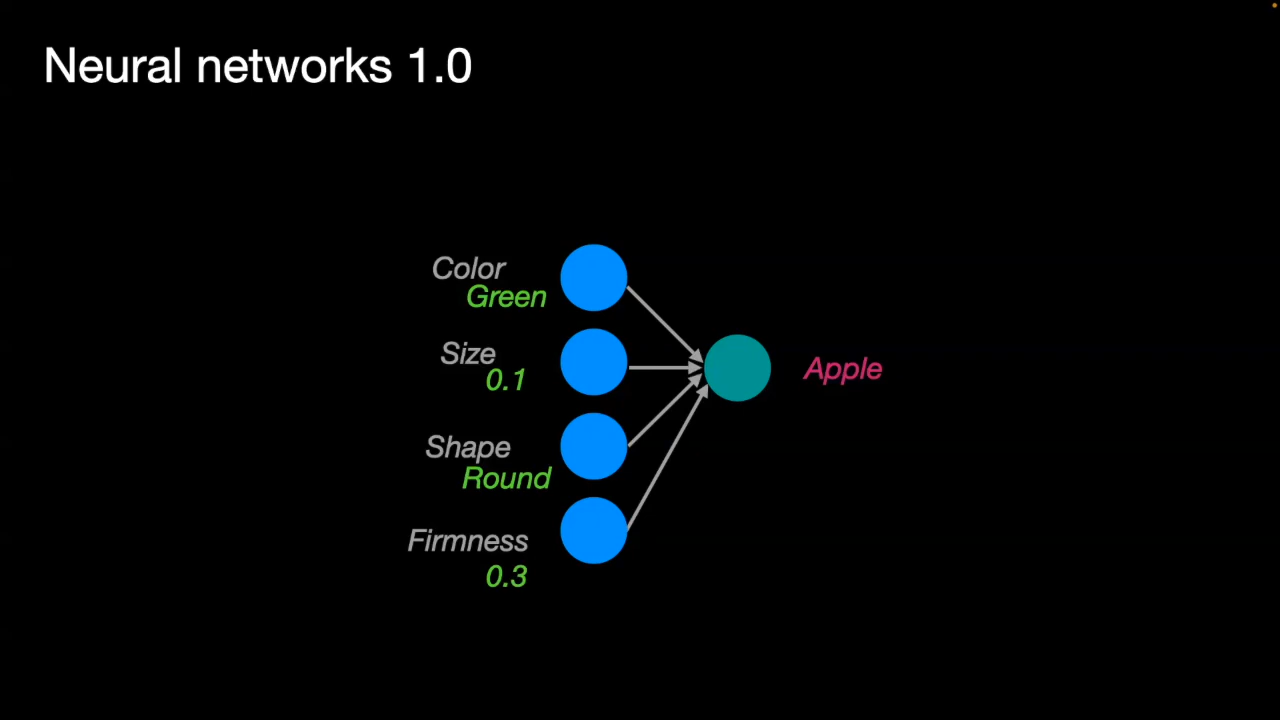 Neural networks 1.0
Color
Green
Size
0.1
Shape
Round
Firmness
0.3
Apple